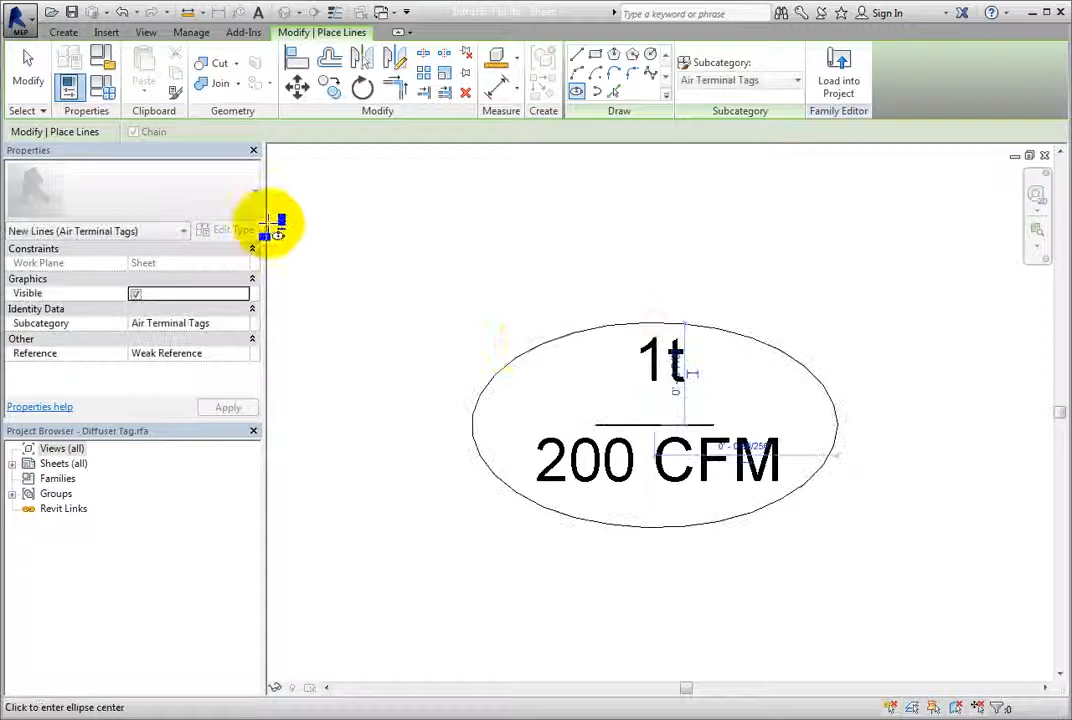 Type a keyword or phrase
Sign In
MEP
Create
Insert
View
Manage
Add-Ins
Modify | Place Lines
Modify
Paste
Cut
Join
Subcategory:
Air Terminal Tags
Load into
Project
Select
Properties
Clipboard
Geometry
Modify
Measure
Create
Draw
Subcategory
Family Editor
Modify | Place Lines
Chain
Properties
New Lines (Air Terminal Tags)
Edit Type
Constraints
Work Plane
Sheet
Graphics
Visible
Identity Data
Subcategory
Air Terminal Tags
Other
Reference
Weak Reference
Properties help
Apply
Project Browser - Diffuser Tag.rfa
Views (all)
Sheets (all)
Families
Groups
Revit Links
1t
200 CFM
Click to enter ellipse center
:0